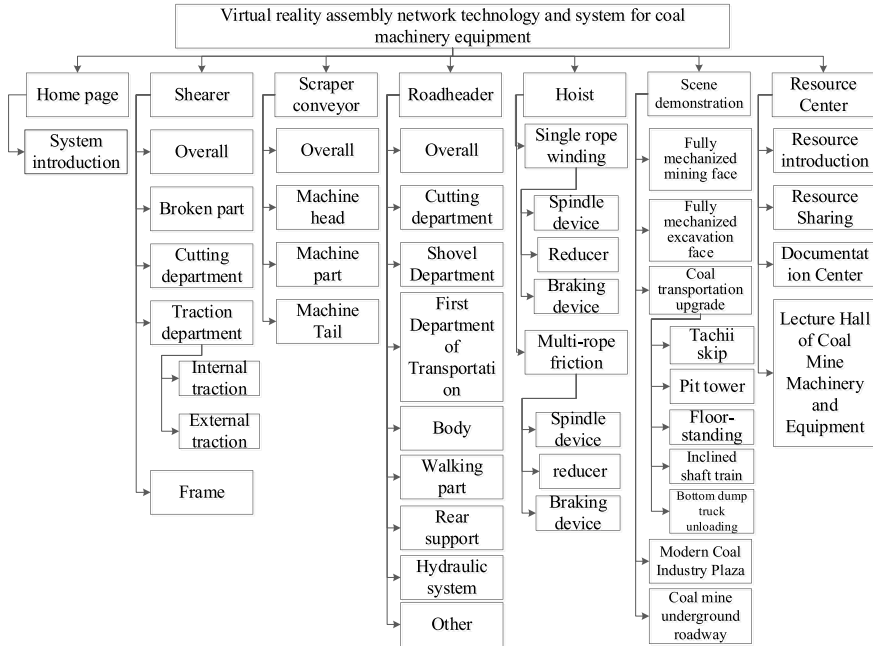 Virtual reality assembly network technology and system for coal
machinery equipment
Home page
System
introduction
Shearer
Overall
Broken part
Cutting
department
Traction
department
Internal
traction
External
traction
Frame
Scraper
conveyor
Overall
Machine
head
Machine
part
Machine
Tail
Roadheader
Overall
Cutting
department
Shovel
Department
First
Department
of
Transportati
on
Body
Walking
part
Rear
support
Hydraulic
system
Other
Hoist
Single rope
winding
Spindle
device
Reducer
Braking
device
Multi-rope
friction
Spindle
device
reducer
Braking
device
Scene
demonstration
Fully
mechanized
mining face
Fully
mechanized
excavation
face
Coal
transportation
upgrade
Tachii
skip
Pit tower
Floor-
standing
Inclined
shaft train
Bottom dump
truck
unloading
Modern Coal
Industry Plaza
Coal mine
underground
roadway
Resource
Center
Resource
introduction
Resource
Sharing
Documentat
ion Center
Lecture Hall
of Coal
Mine
Machinery
and
Equipment